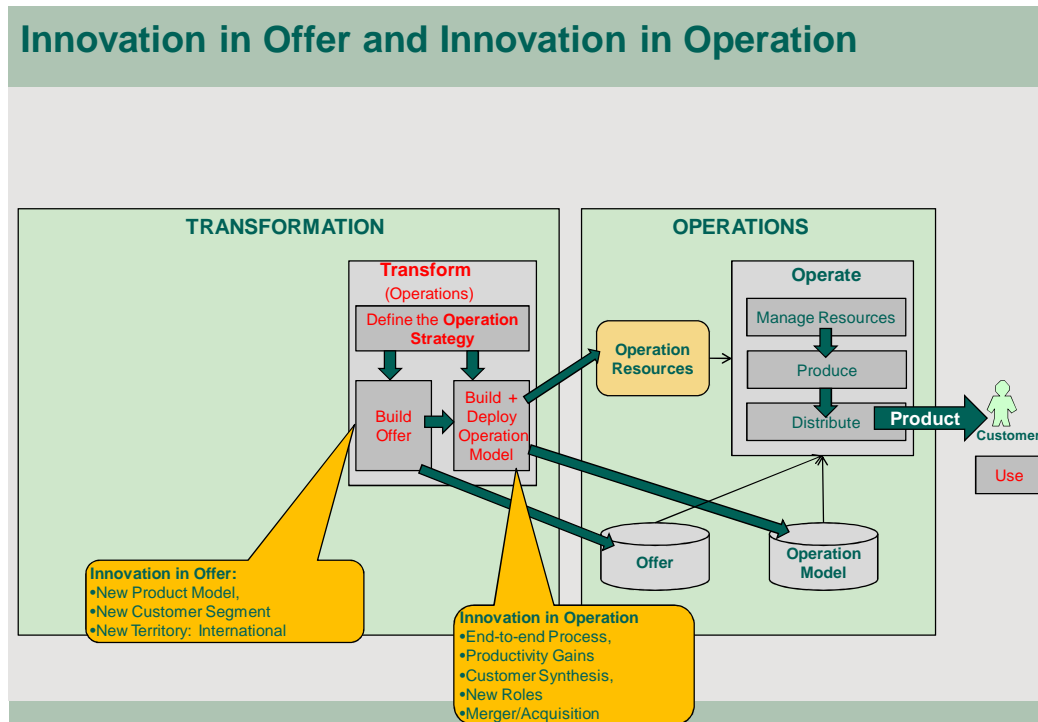 Innovation in Offer and Innovation in Operation
TRANSFORMATION
Transform
(Operations)
Define the Operation
Strategy
Build
Offer
Build +
Deploy
Operation
Model
Innovation in Offer:
•New Product Model,
•New Customer Segment
•New Territory: International
Innovation in Operation
•End-to-end Process,
•Productivity Gains
•Customer Synthesis,
•New Roles
•Merger/Acquisition
OPERATIONS
Operation
Resources
Operate
Manage Resources
Produce
Distribute
Product
Customer
Use
Offer
Operation
Model